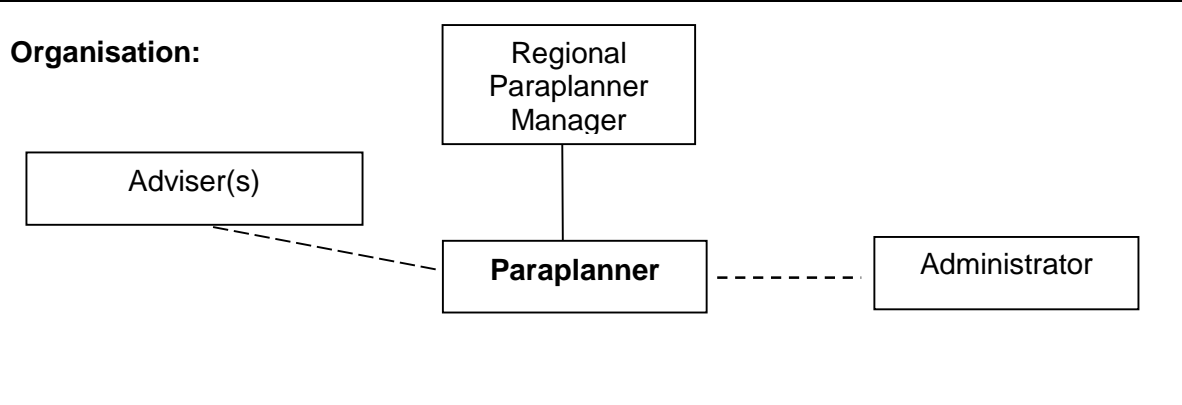 Organisation:
Regional
Paraplanner
Manager
Adviser(s)
Paraplanner
Administrator